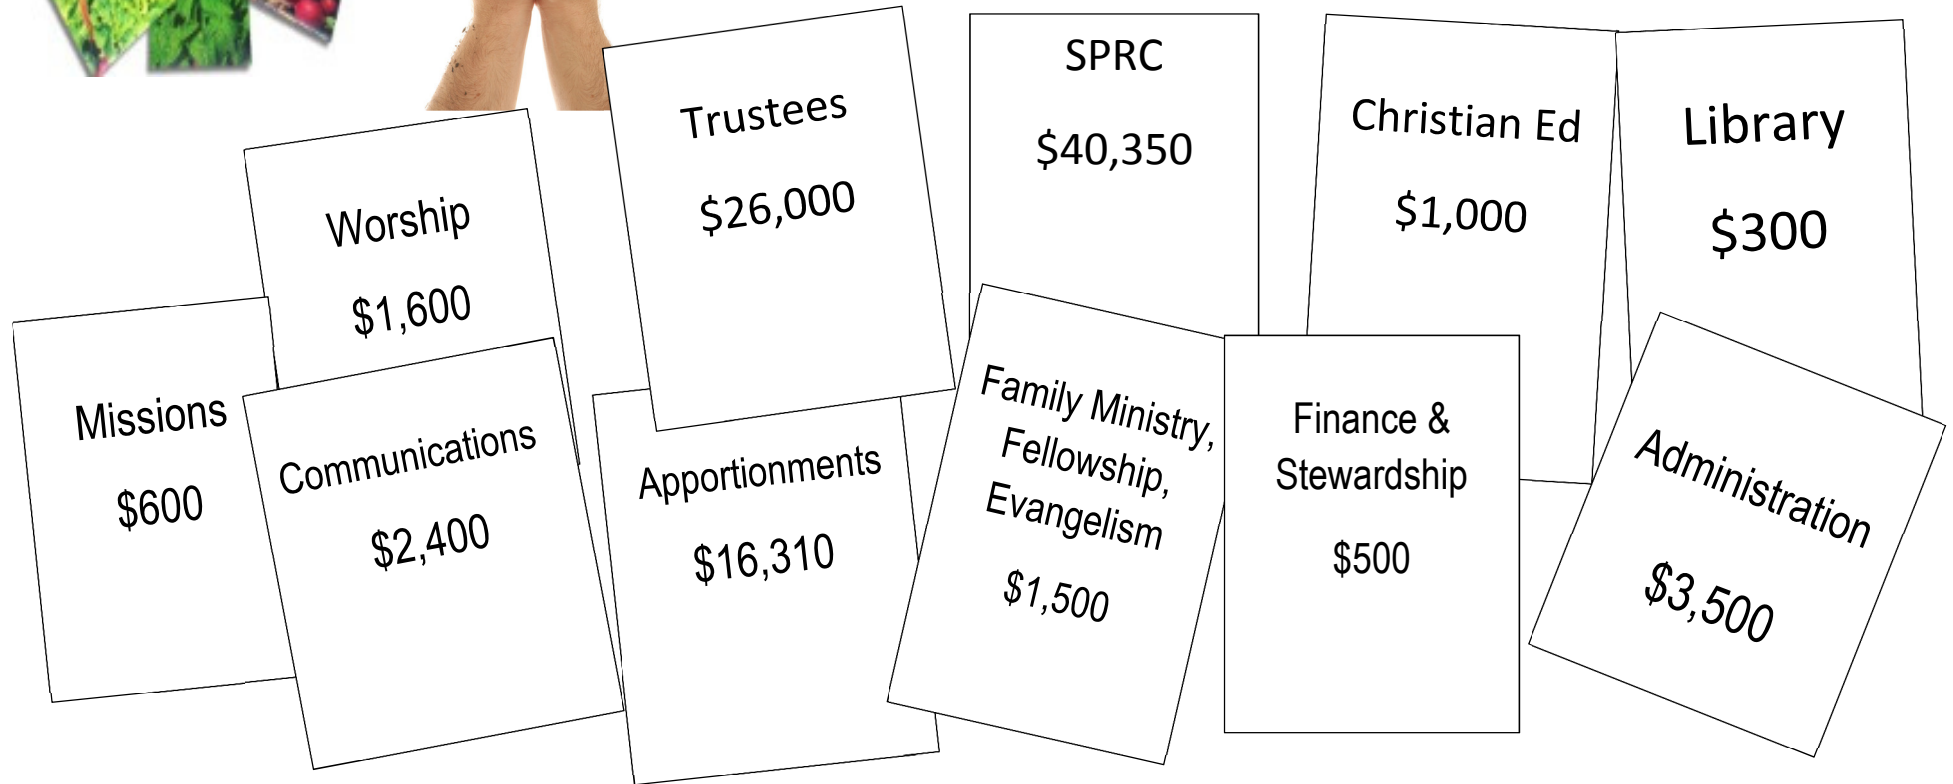 Trustees
$26,000
SPRC
$40,350
Christian Ed
$1,000
Library
$300
Worship
$1,600
Missions
$600
Communications
$2,400
Apportionments
$16,310
Family Ministry,
Fellowship,
Evangelism
$1,500
Finance &
Stewardship
$500
Administration
$3,500